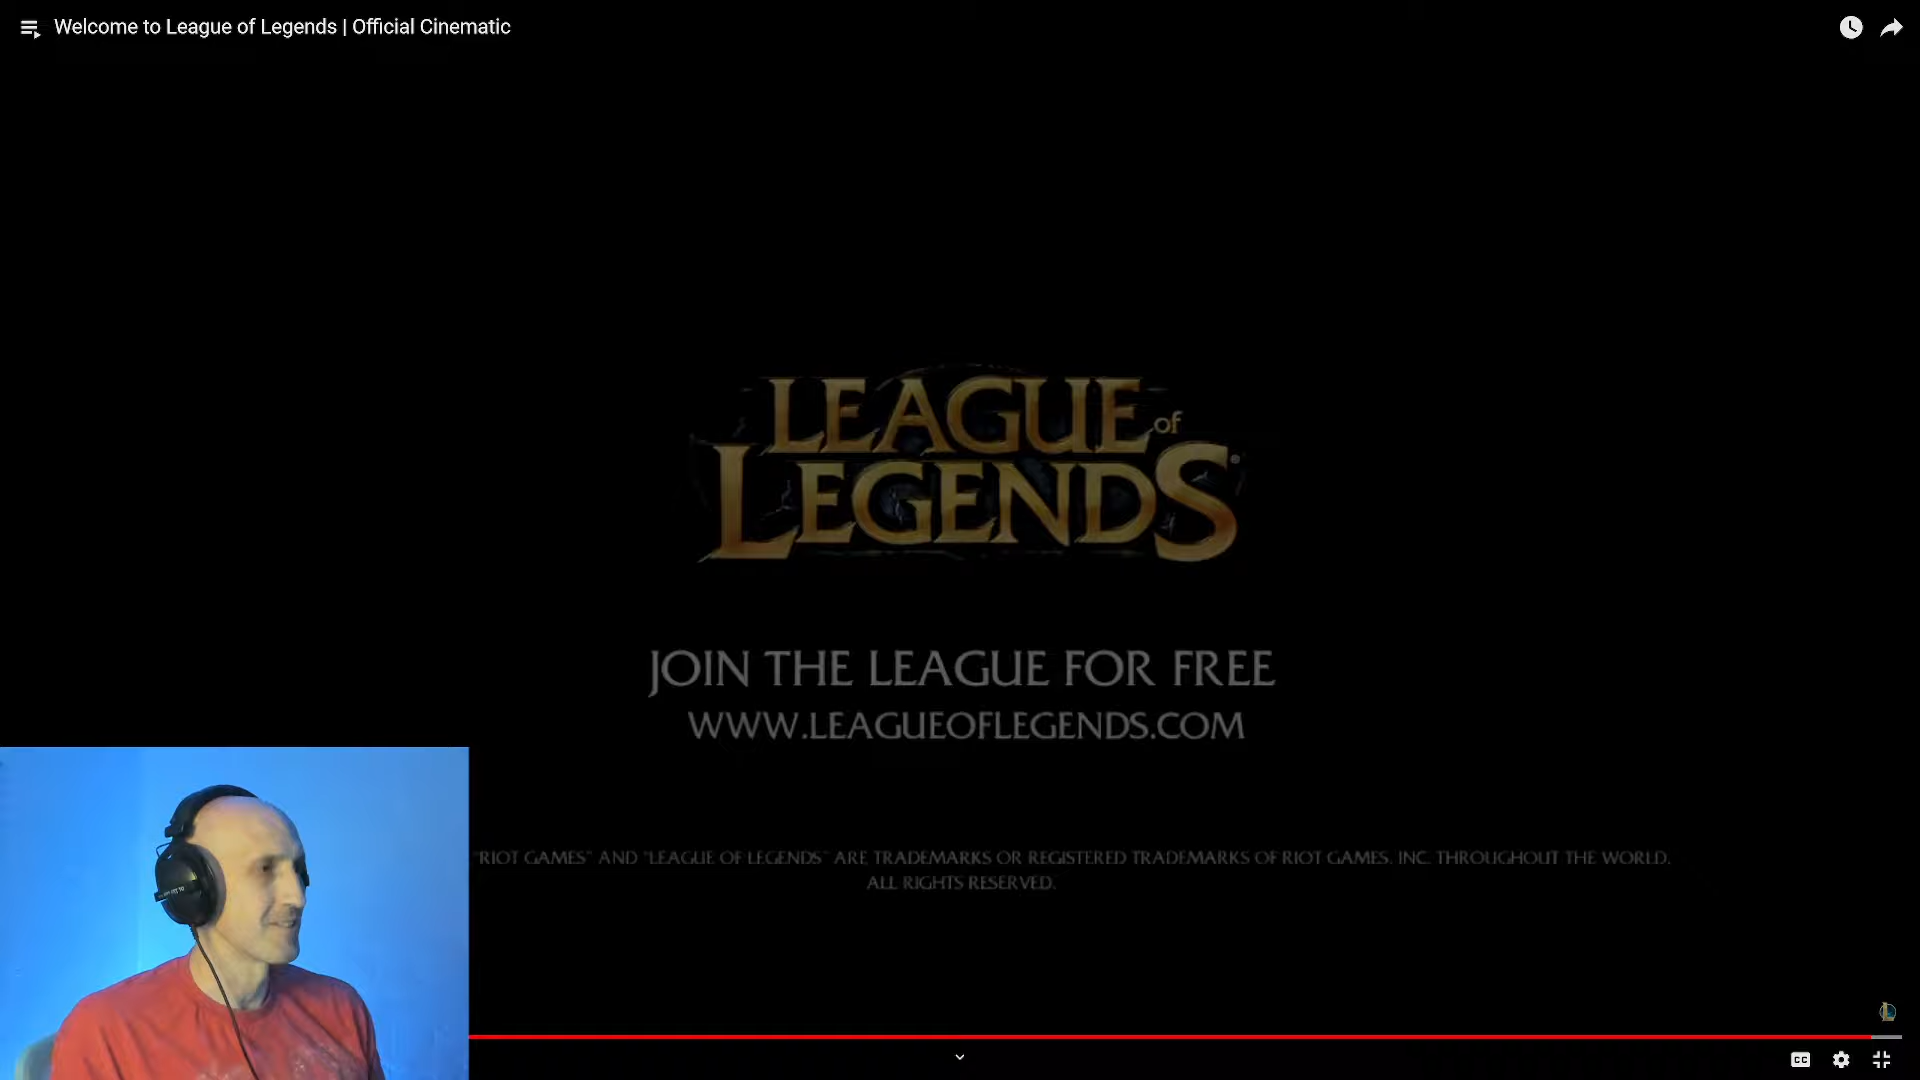 Welcome to League of Legends | Official Cinematic
LEAGUE of
LEGENDS®
JOIN THE LEAGUE FOR FREE
WWW.LEAGUEOFLEGENDS.COM
"RIOT GAMES" AND "LEAGUE OF LEGENDS" ARE TRADEMARKS OR REGISTERED TRADEMARKS OF RIOT GAMES, INC. THROUGHOUT THE WORLD.
ALL RIGHTS RESERVED.
CC